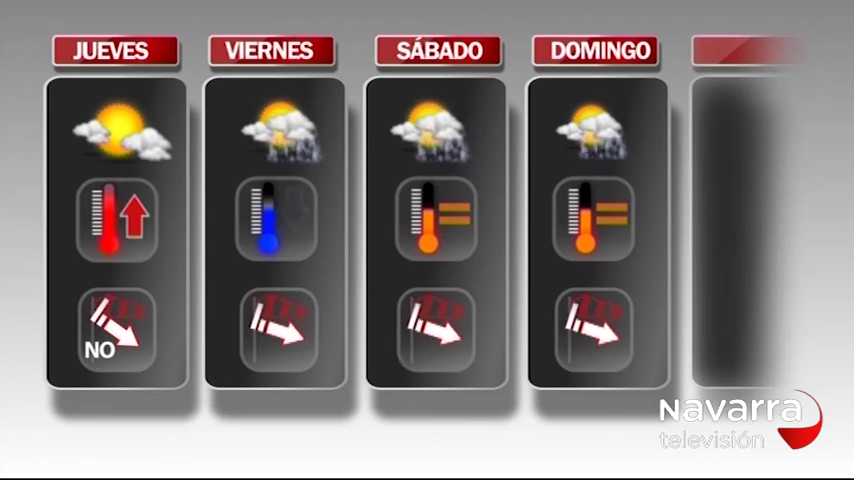 JUEVES
VIERNES
SÁBADO
DOMINGO
NO
Navarra
televisión